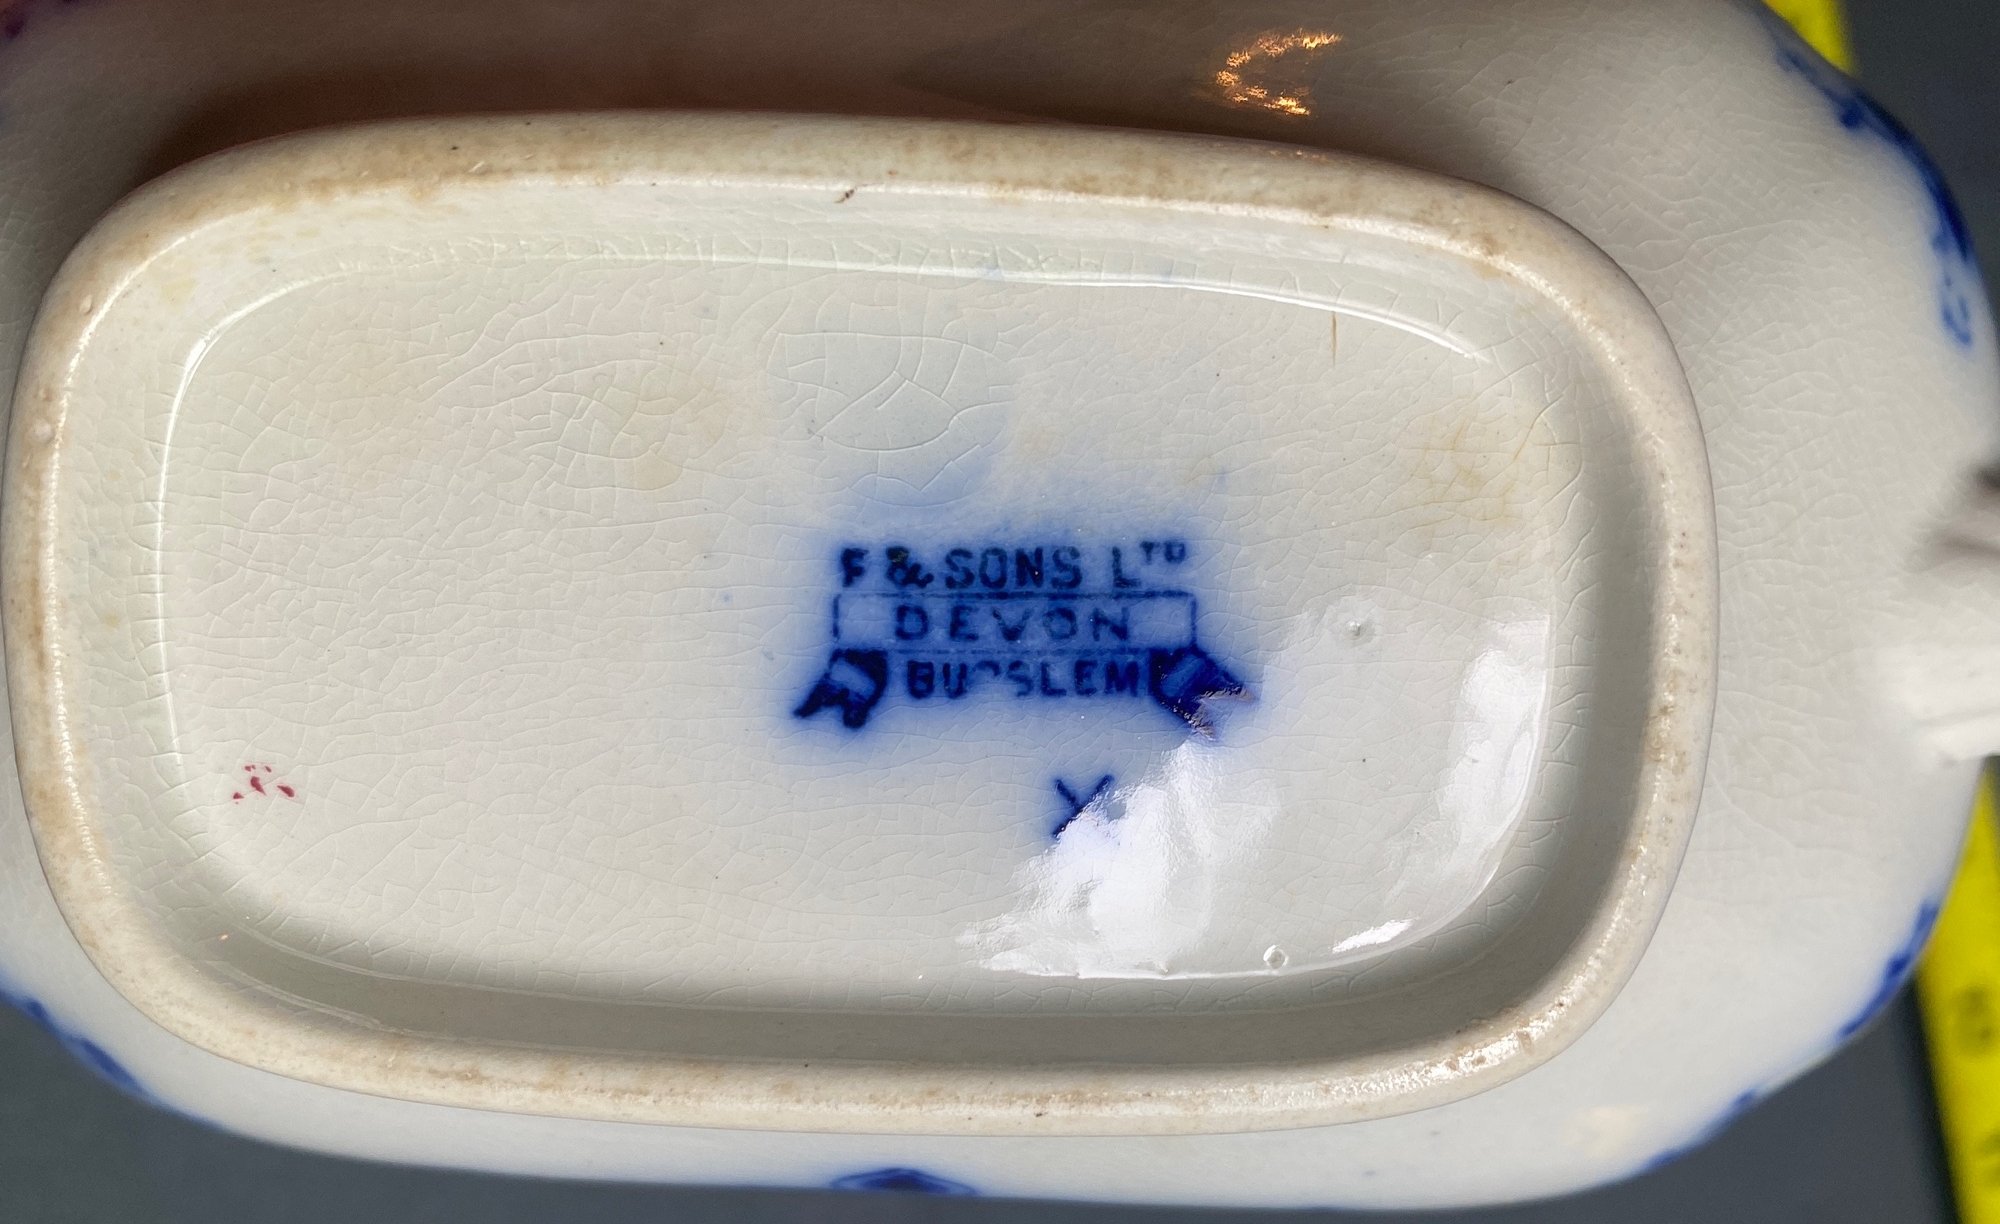 F & SONS LTD
DEVON
BURSLEM
X